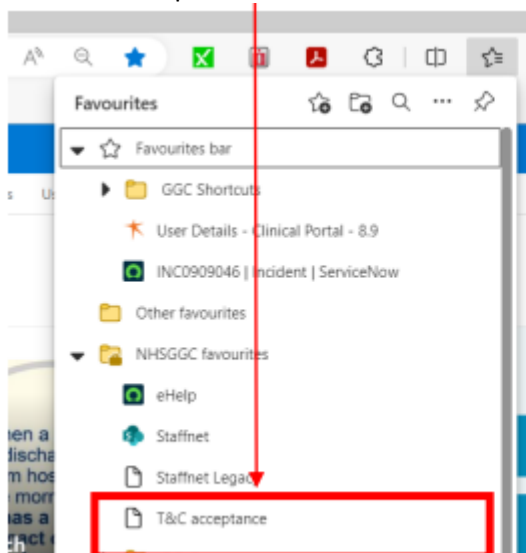 A
Favourites
Favourites bar
GGC Shortcuts
User Details - Clinical Portal - 8.9
INC0909046 | Incident | ServiceNow
Other favourites
NHSGGC favourites
eHelp
Staffnet
Staffnet Legacy
T&C acceptance